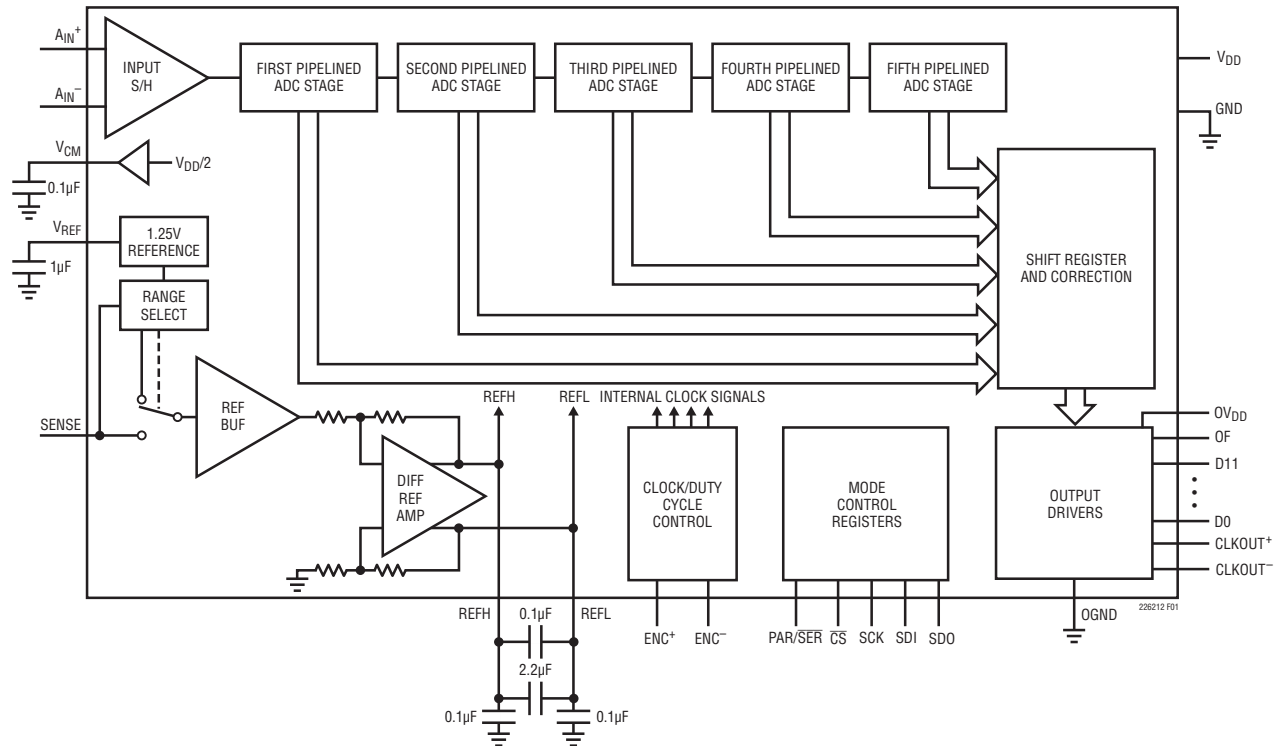 AIN+
INPUT
S/H
AIN−
FIRST PIPELINED
ADC STAGE
SECOND PIPELINED
ADC STAGE
THIRD PIPELINED
ADC STAGE
FOURTH PIPELINED
ADC STAGE
FIFTH PIPELINED
ADC STAGE
VDD
GND
VCM
VDD/2
0.1µF
VREF
1.25V
REFERENCE
1µF
RANGE
SELECT
SHIFT REGISTER
AND CORRECTION
SENSE
REF
BUF
DIFF
REF
AMP
REFH
REFL
INTERNAL CLOCK SIGNALS
CLOCK/DUTY
CYCLE
CONTROL
MODE
CONTROL
REGISTERS
OUTPUT
DRIVERS
OVDD
OF
D11
•
•
•
D0
CLKOUT+
CLKOUT−
226212 F01
REFH
0.1µF
REFL
2.2µF
0.1µF
0.1µF
ENC+
ENC−
PAR/SER
CS
SCK
SDI
SDO
OGND